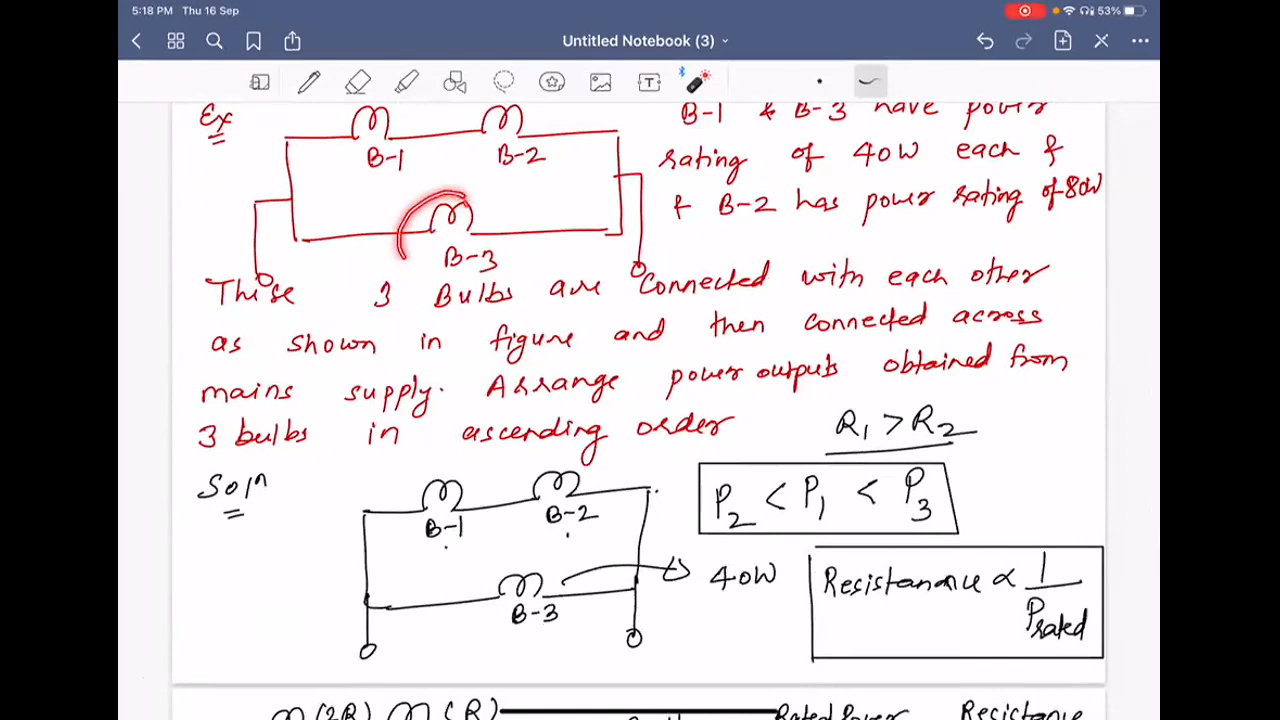 5:18 PM Thu 16 Sep
53%
Untitled Notebook (3)
Ex
B-1
B-2
B-3
B-1 & B-3 have power
rating of 40W each &
& B-2 has power rating of 80W
These 3 Bulbs are connected with each other
as shown in figure and then connected across
mains supply. Arrange power outputs obtained from
3 bulbs in ascending order
R1 > R2
Soln
B-1
B-2
B-3
P2 < P1 < P3
40W
Resistanance ∝ 1/Prated
(2R) (R)
Rated Power Resistance